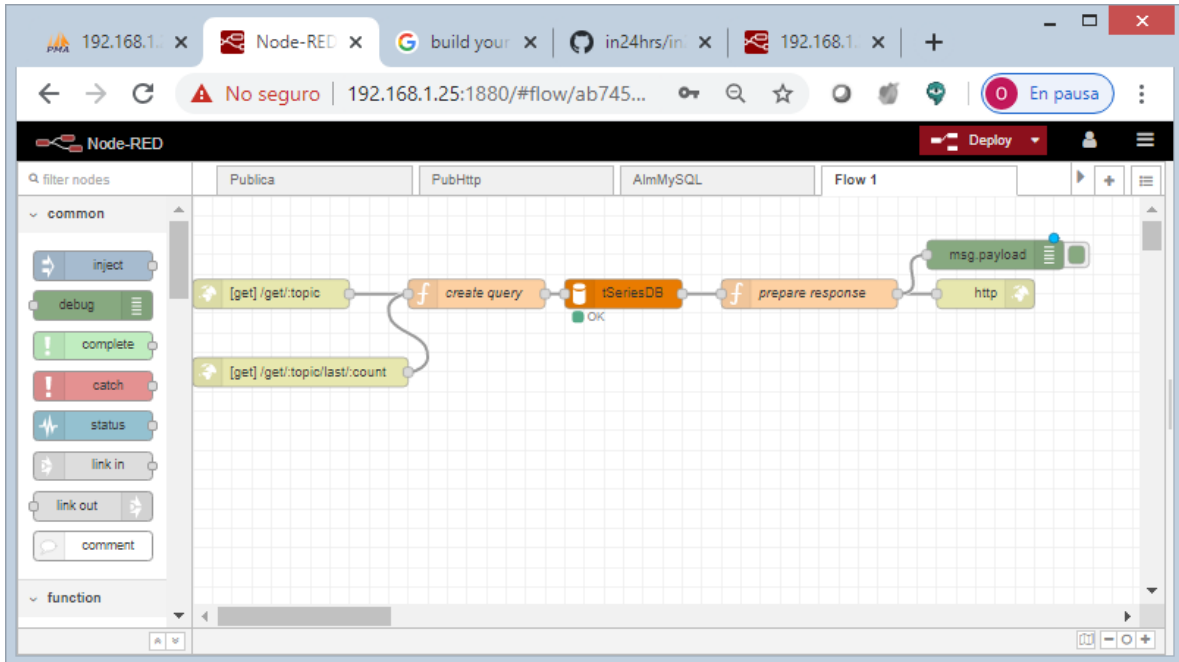 PMA 192.168.1. Node-RED build your in24hrs/in 192.168.1.
No seguro 192.168.1.25:1880/#flow/ab745... O En pausa
Node-RED Deploy
filter nodes Publica PubHttp AlmMySQL Flow 1
common
inject
debug
complete
catch
status
link in
link out
comment
function
msg.payload
[get] /get/:topic f create query tSeriesDB f prepare response http
OK
[get] /get/:topic/last/:count